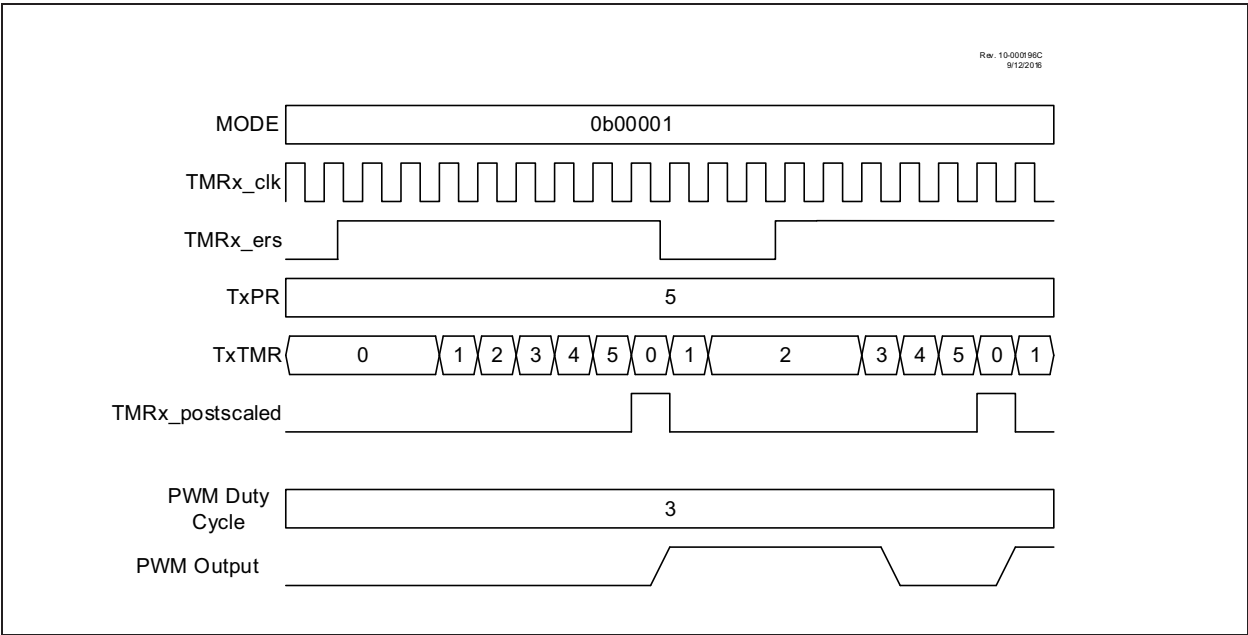 Rev. 10-000196C
9/12/2016
MODE 0b00001
TMRx_clk
TMRx_ers
TxPR 5
TxTMR 0 1 2 3 4 5 0 1 2 3 4 5 0 1
TMRx_postscaled
PWM Duty
Cycle 3
PWM Output